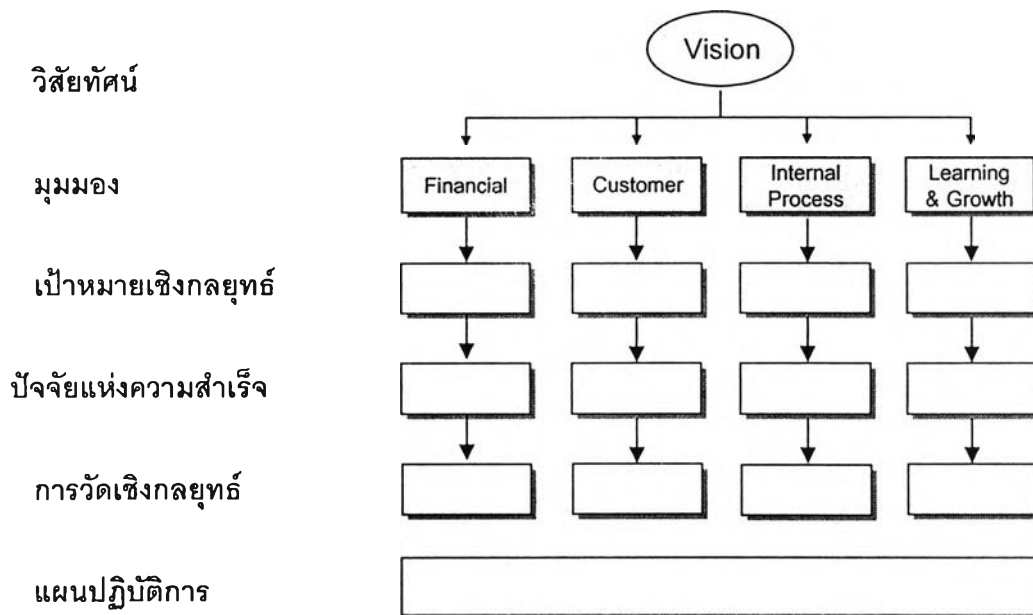 Vision
วิสัยทัศน์
มุมมอง
Financial
Customer
Internal
Process
Learning
& Growth
เป้าหมายเชิงกลยุทธ์
ปัจจัยแห่งความสำเร็จ
การวัดเชิงกลยุทธ์
แผนปฏิบัติการ